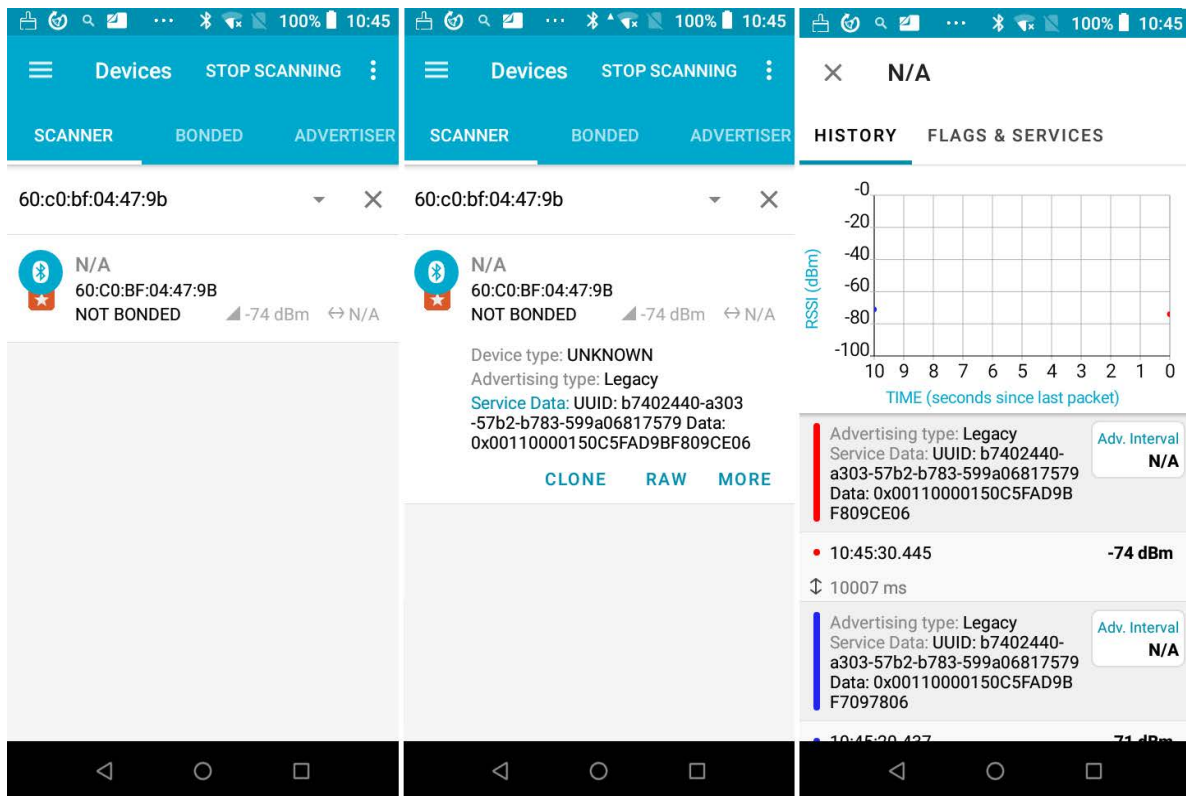 100% 10:45
Devices STOP SCANNING
SCANNER BONDED ADVERTISER
60:c0:bf:04:47:9b
N/A
60:C0:BF:04:47:9B
NOT BONDED -74 dBm N/A
100% 10:45
Devices STOP SCANNING
SCANNER BONDED ADVERTISER
60:c0:bf:04:47:9b
N/A
60:C0:BF:04:47:9B
NOT BONDED -74 dBm N/A
Device type: UNKNOWN
Advertising type: Legacy
Service Data: UUID: b7402440-a303
-57b2-b783-599a06817579 Data:
0x00110000150C5FAD9BF809CE06
CLONE RAW MORE
100% 10:45
N/A
HISTORY FLAGS & SERVICES
-0
-20
-40
-60
-80
-100
RSSI (dBm)
10 9 8 7 6 5 4 3 2 1 0
TIME (seconds since last packet)
Advertising type: Legacy
Service Data: UUID: b7402440-
a303-57b2-b783-599a06817579
Data: 0x00110000150C5FAD9B
F809CE06
Adv. Interval
N/A
10:45:30.445 -74 dBm
10007 ms
Advertising type: Legacy
Service Data: UUID: b7402440-
a303-57b2-b783-599a06817579
Data: 0x00110000150C5FAD9B
F7097806
Adv. Interval
N/A